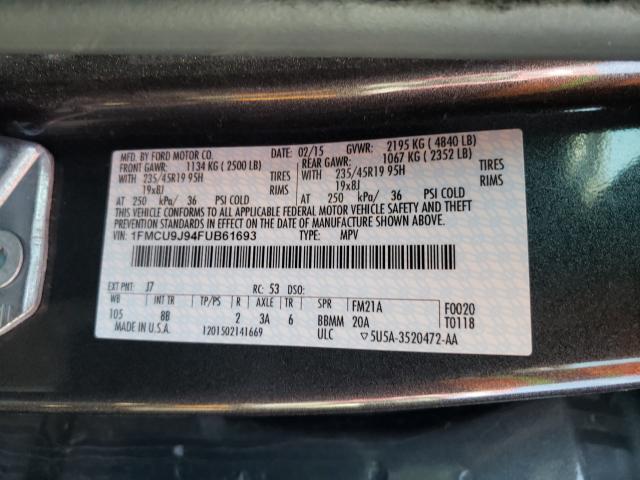 MFD. BY FORD MOTOR CO. DATE: 02/15 GVWR: 2195 KG ( 4840 LB)
FRONT GAWR: 1134 KG ( 2500 LB) REAR GAWR: 1067 KG ( 2352 LB)
WITH 235/45R19 95H TIRES WITH 235/45R19 95H TIRES
19x8J RIMS 19x8J RIMS
AT 250 kPa/ 36 PSI COLD AT 250 kPa/ 36 PSI COLD
THIS VEHICLE CONFORMS TO ALL APPLICABLE FEDERAL MOTOR VEHICLE SAFETY AND THEFT
PREVENTION STANDARDS IN EFFECT ON THE DATE OF MANUFACTURE SHOWN ABOVE.
VIN: 1FMCU9J94FUB61693 TYPE: MPV
EXT PNT: J7 RC: 53 DSO:
WB INT TR TP/PS R AXLE TR SPR FM21A F0020
105 8B 2 3A 6 BBMM 20A T0118
MADE IN U.S.A. 1201502141669 ULC ▽5U5A-3520472-AA